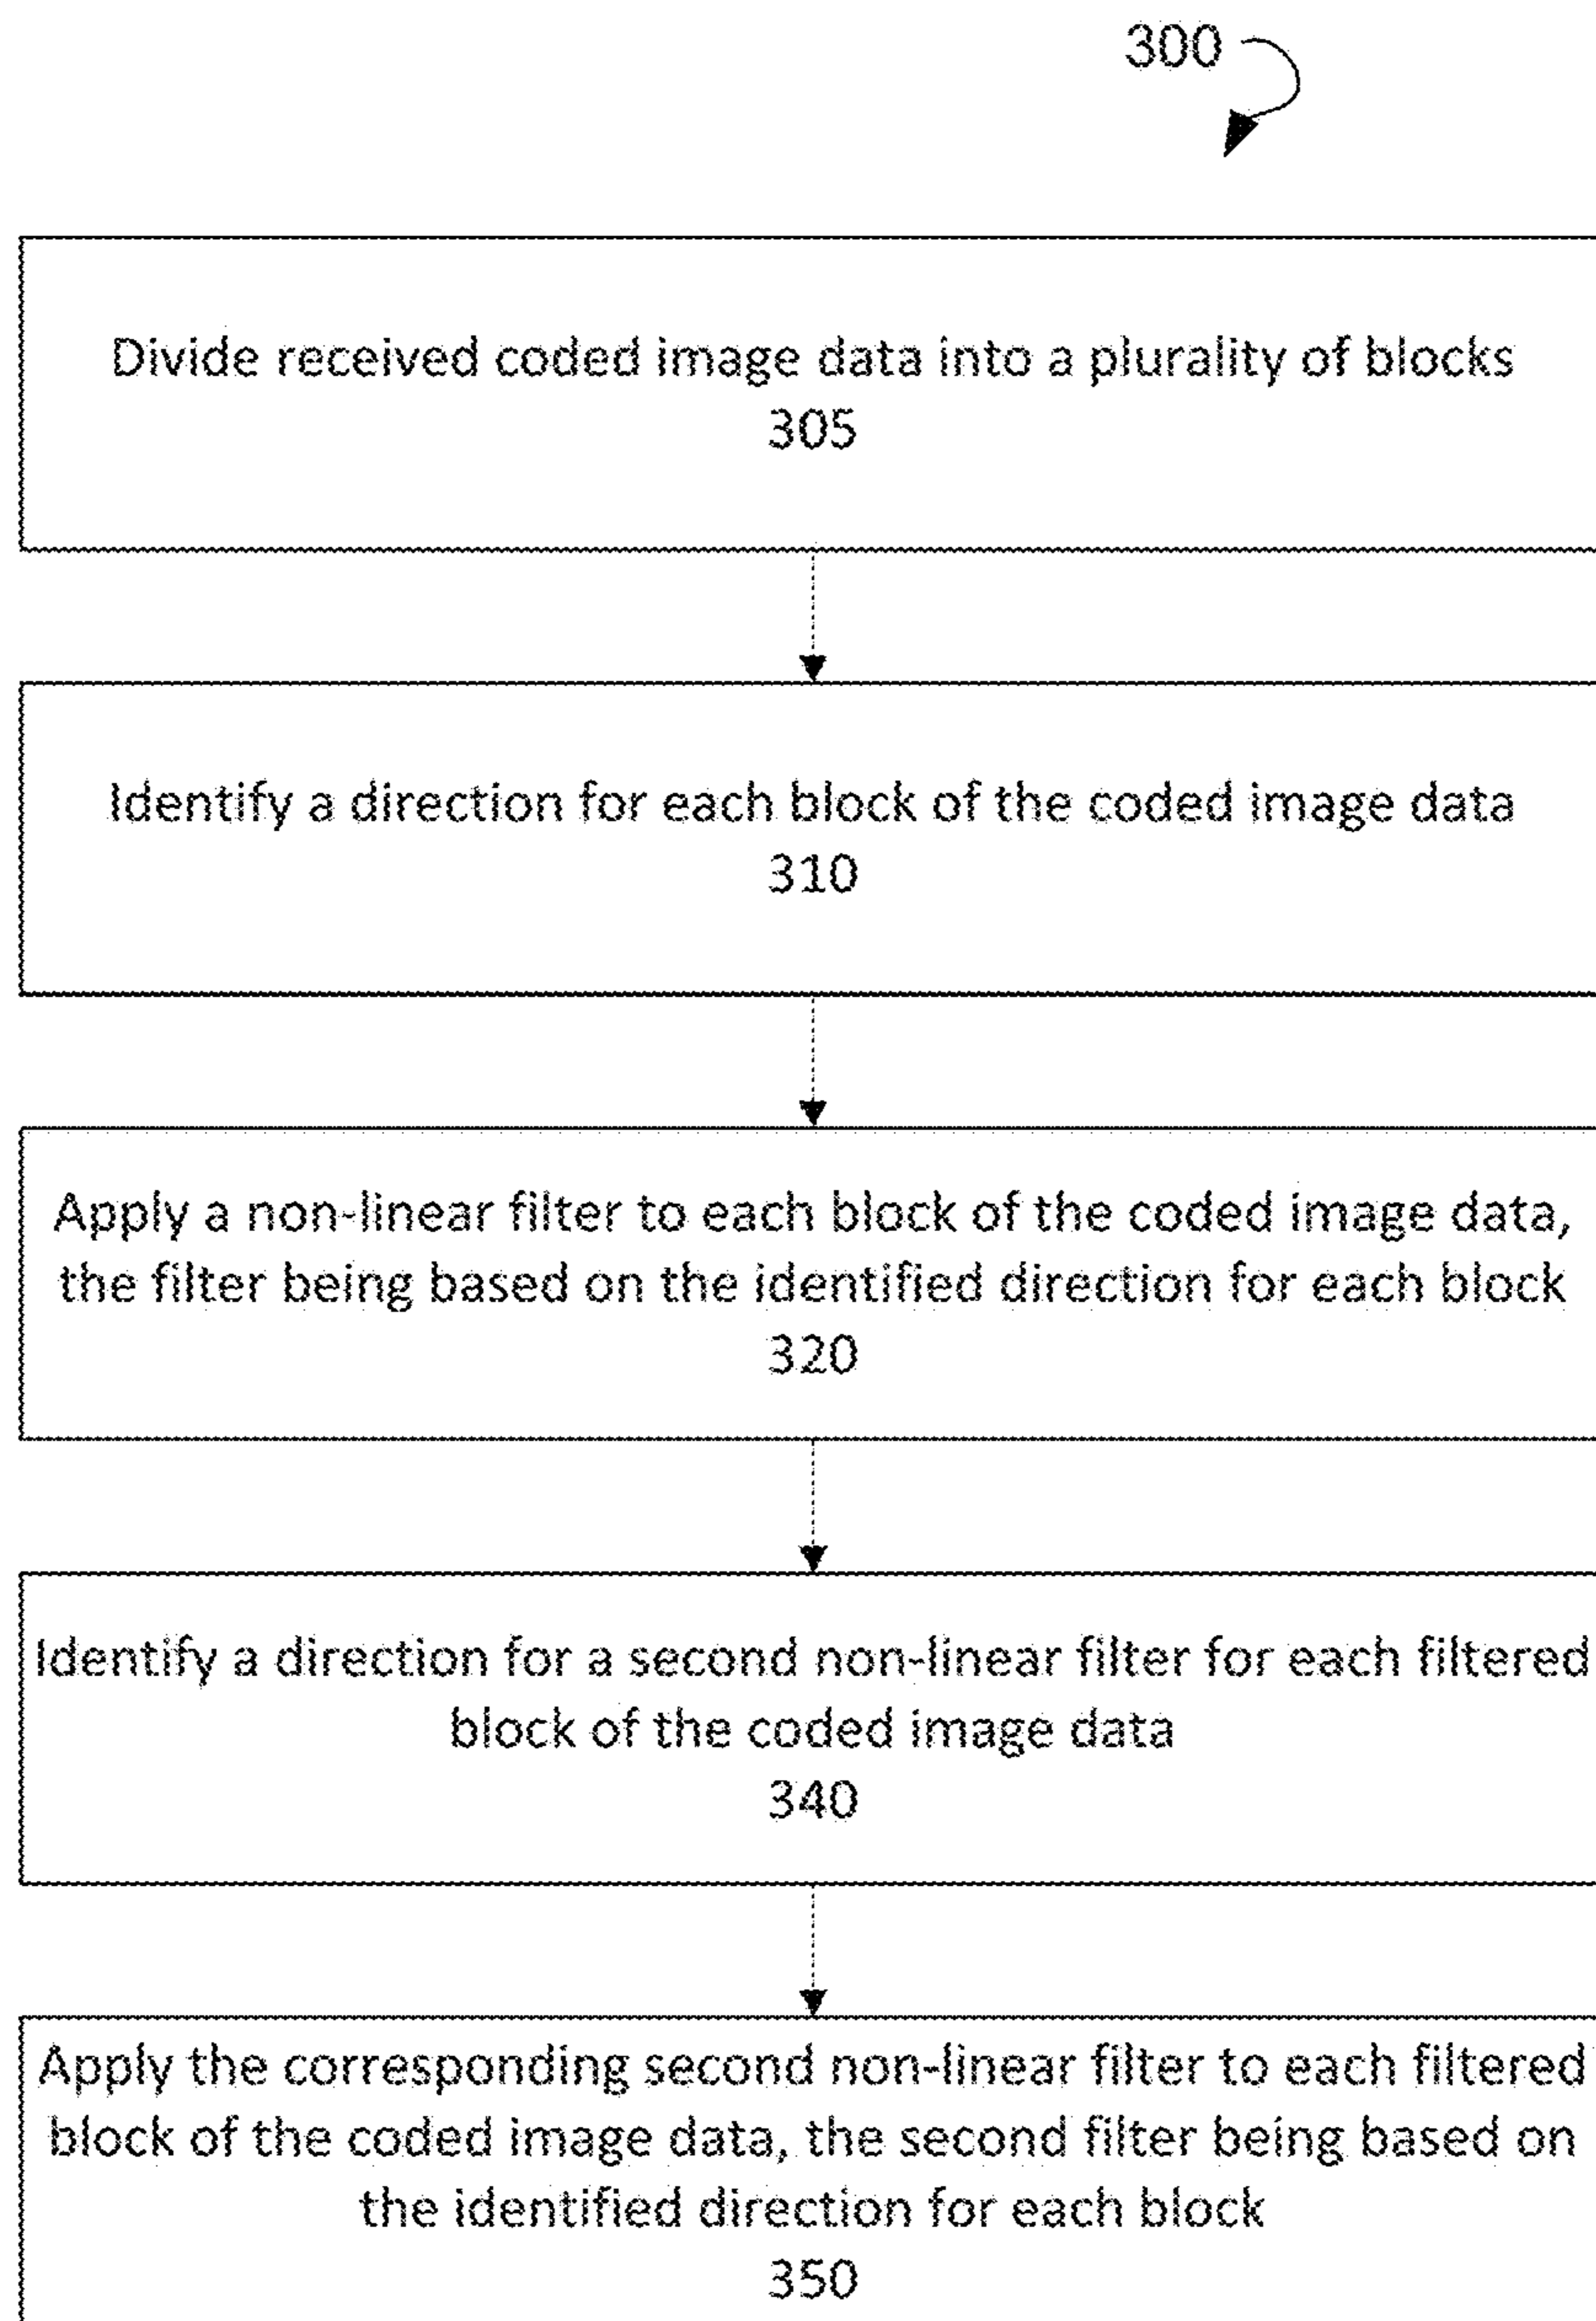 300
Divide received coded image data into a plurality of blocks
305
Identify a direction for each block of the coded image data
310
Apply a non-linear filter to each block of the coded image data,
the filter being based on the identified direction for each block
320
Identify a direction for a second non-linear filter for each filtered
block of the coded image data
340
Apply the corresponding second non-linear filter to each filtered
block of the coded image data, the second filter being based on
the identified direction for each block
350